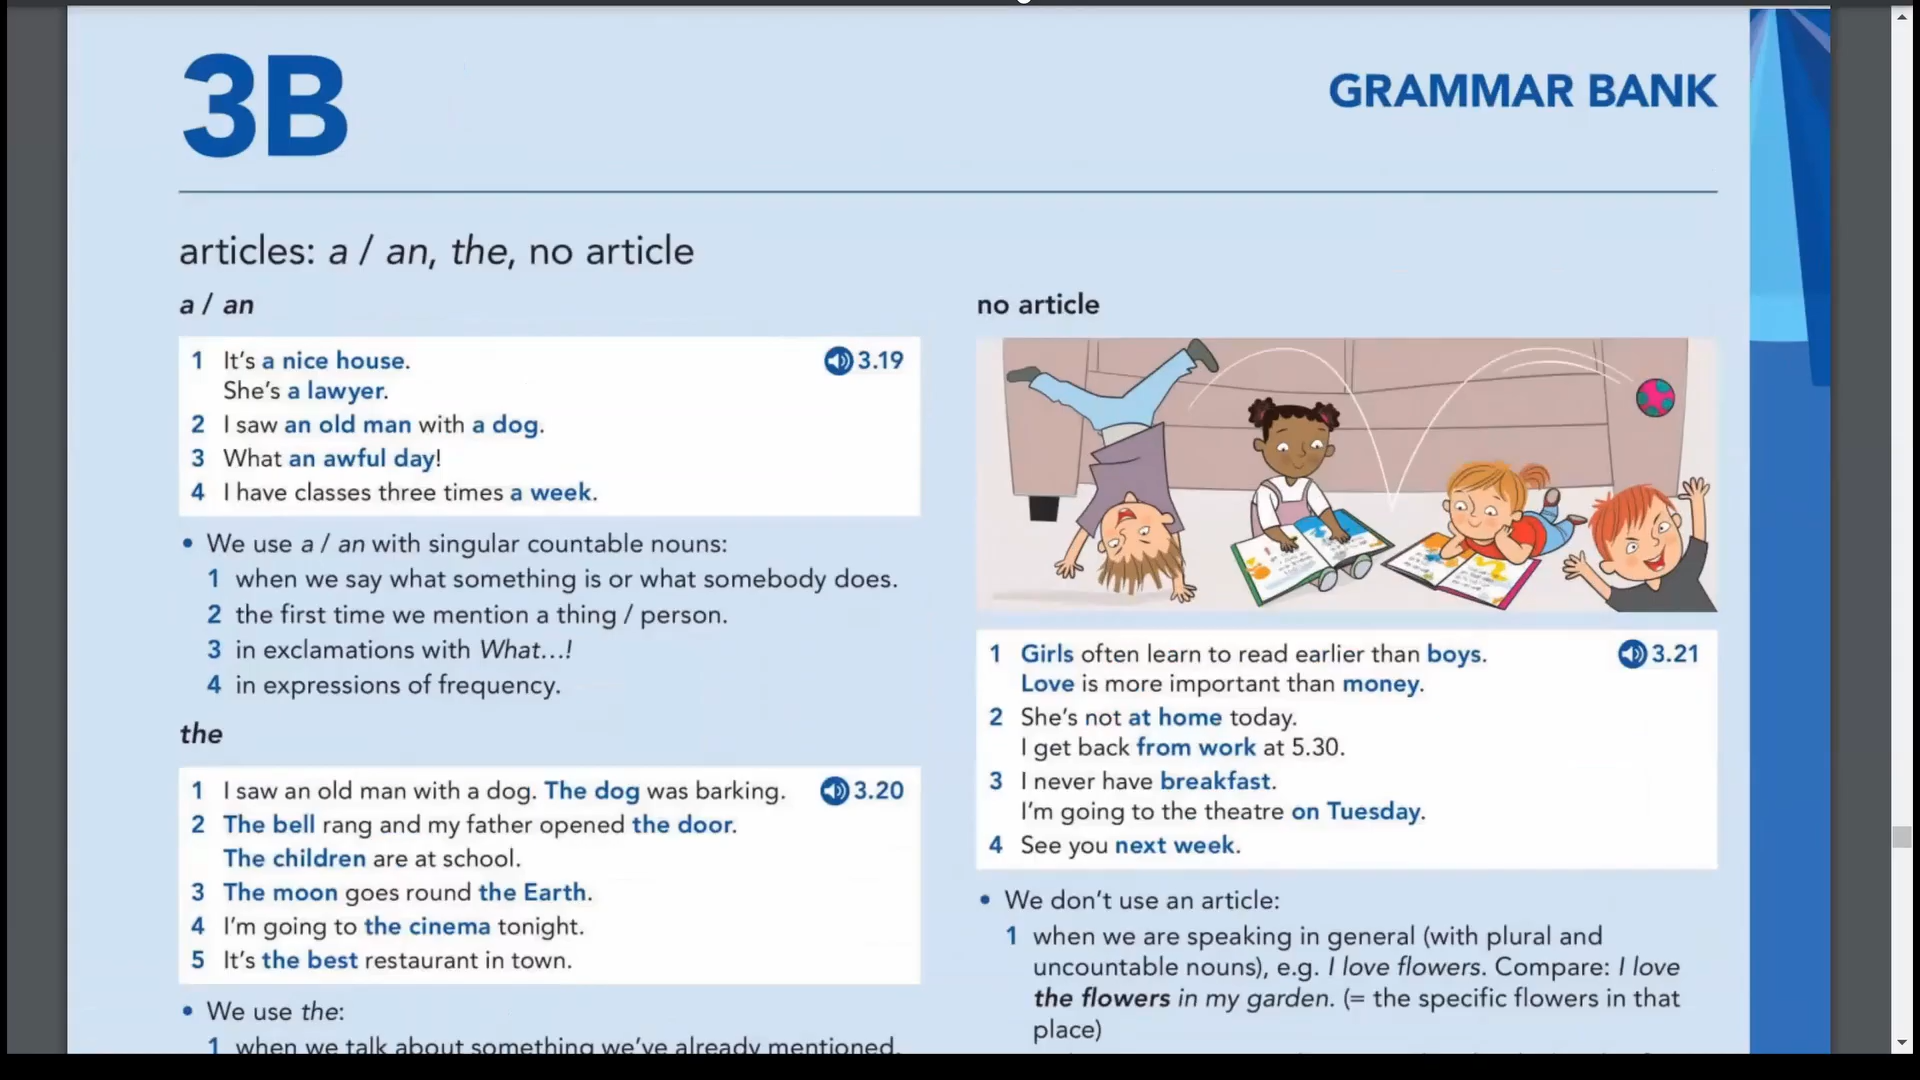 3B
GRAMMAR BANK
articles: a / an, the, no article
a / an
1 It's a nice house.
3.19
She's a lawyer.
2 I saw an old man with a dog.
3 What an awful day!
4 I have classes three times a week.
• We use a / an with singular countable nouns:
1 when we say what something is or what somebody does.
2 the first time we mention a thing / person.
3 in exclamations with What...!
4 in expressions of frequency.
the
1 I saw an old man with a dog. The dog was barking.
3.20
2 The bell rang and my father opened the door.
The children are at school.
3 The moon goes round the Earth.
4 I'm going to the cinema tonight.
5 It's the best restaurant in town.
• We use the:
1 when we talk about something we've already mentioned.
no article
1 Girls often learn to read earlier than boys.
3.21
Love is more important than money.
2 She's not at home today.
I get back from work at 5.30.
3 I never have breakfast.
I'm going to the theatre on Tuesday.
4 See you next week.
• We don't use an article:
1 when we are speaking in general (with plural and
uncountable nouns), e.g. I love flowers. Compare: I love
the flowers in my garden. (= the specific flowers in that
place)